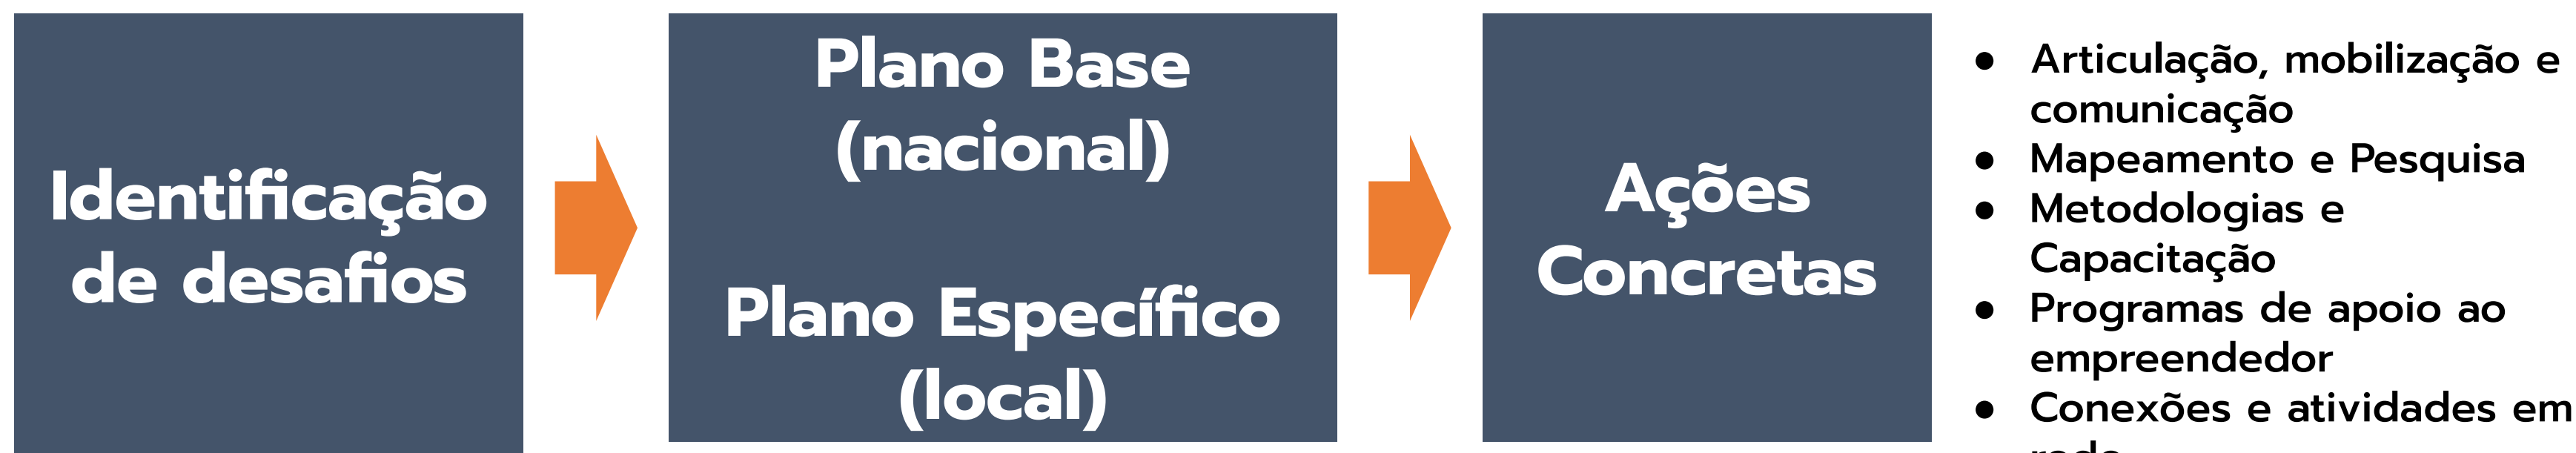 Identificação
de desafios
Plano Base
(nacional)
Plano Específico
(local)
Ações
Concretas
● Articulação, mobilização e
comunicação
● Mapeamento e Pesquisa
● Metodologias e
Capacitação
● Programas de apoio ao
empreendedor
● Conexões e atividades em